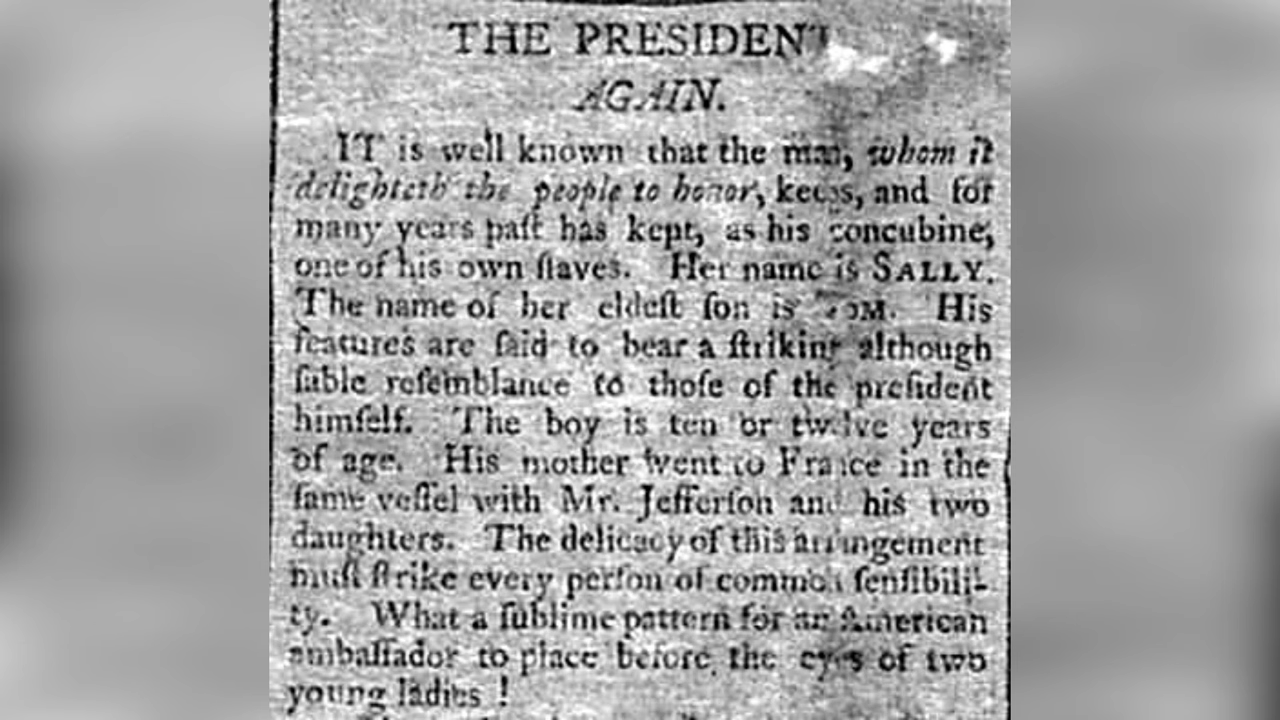 THE PRESIDENT
AGAIN.
IT is well known that the man, whom it
delighteth the people to honor, keeps, and for
many years paſt has kept, as his concubine,
one of his own ſlaves. Her name is SALLY.
The name of her eldeſt ſon is TOM. His
features are ſaid to bear a ſtriking although
ſable reſemblance to thoſe of the preſident
himſelf. The boy is ten or twelve years
of age. His mother went to France in the
ſame veſſel with Mr. Jefferſon and his two
daughters. The delicacy of this arrangement
muſt ſtrike every perſon of common ſenſibili-
ty. What a ſublime pattern for an American
ambaſſador to place before the eyes of two
young ladies !